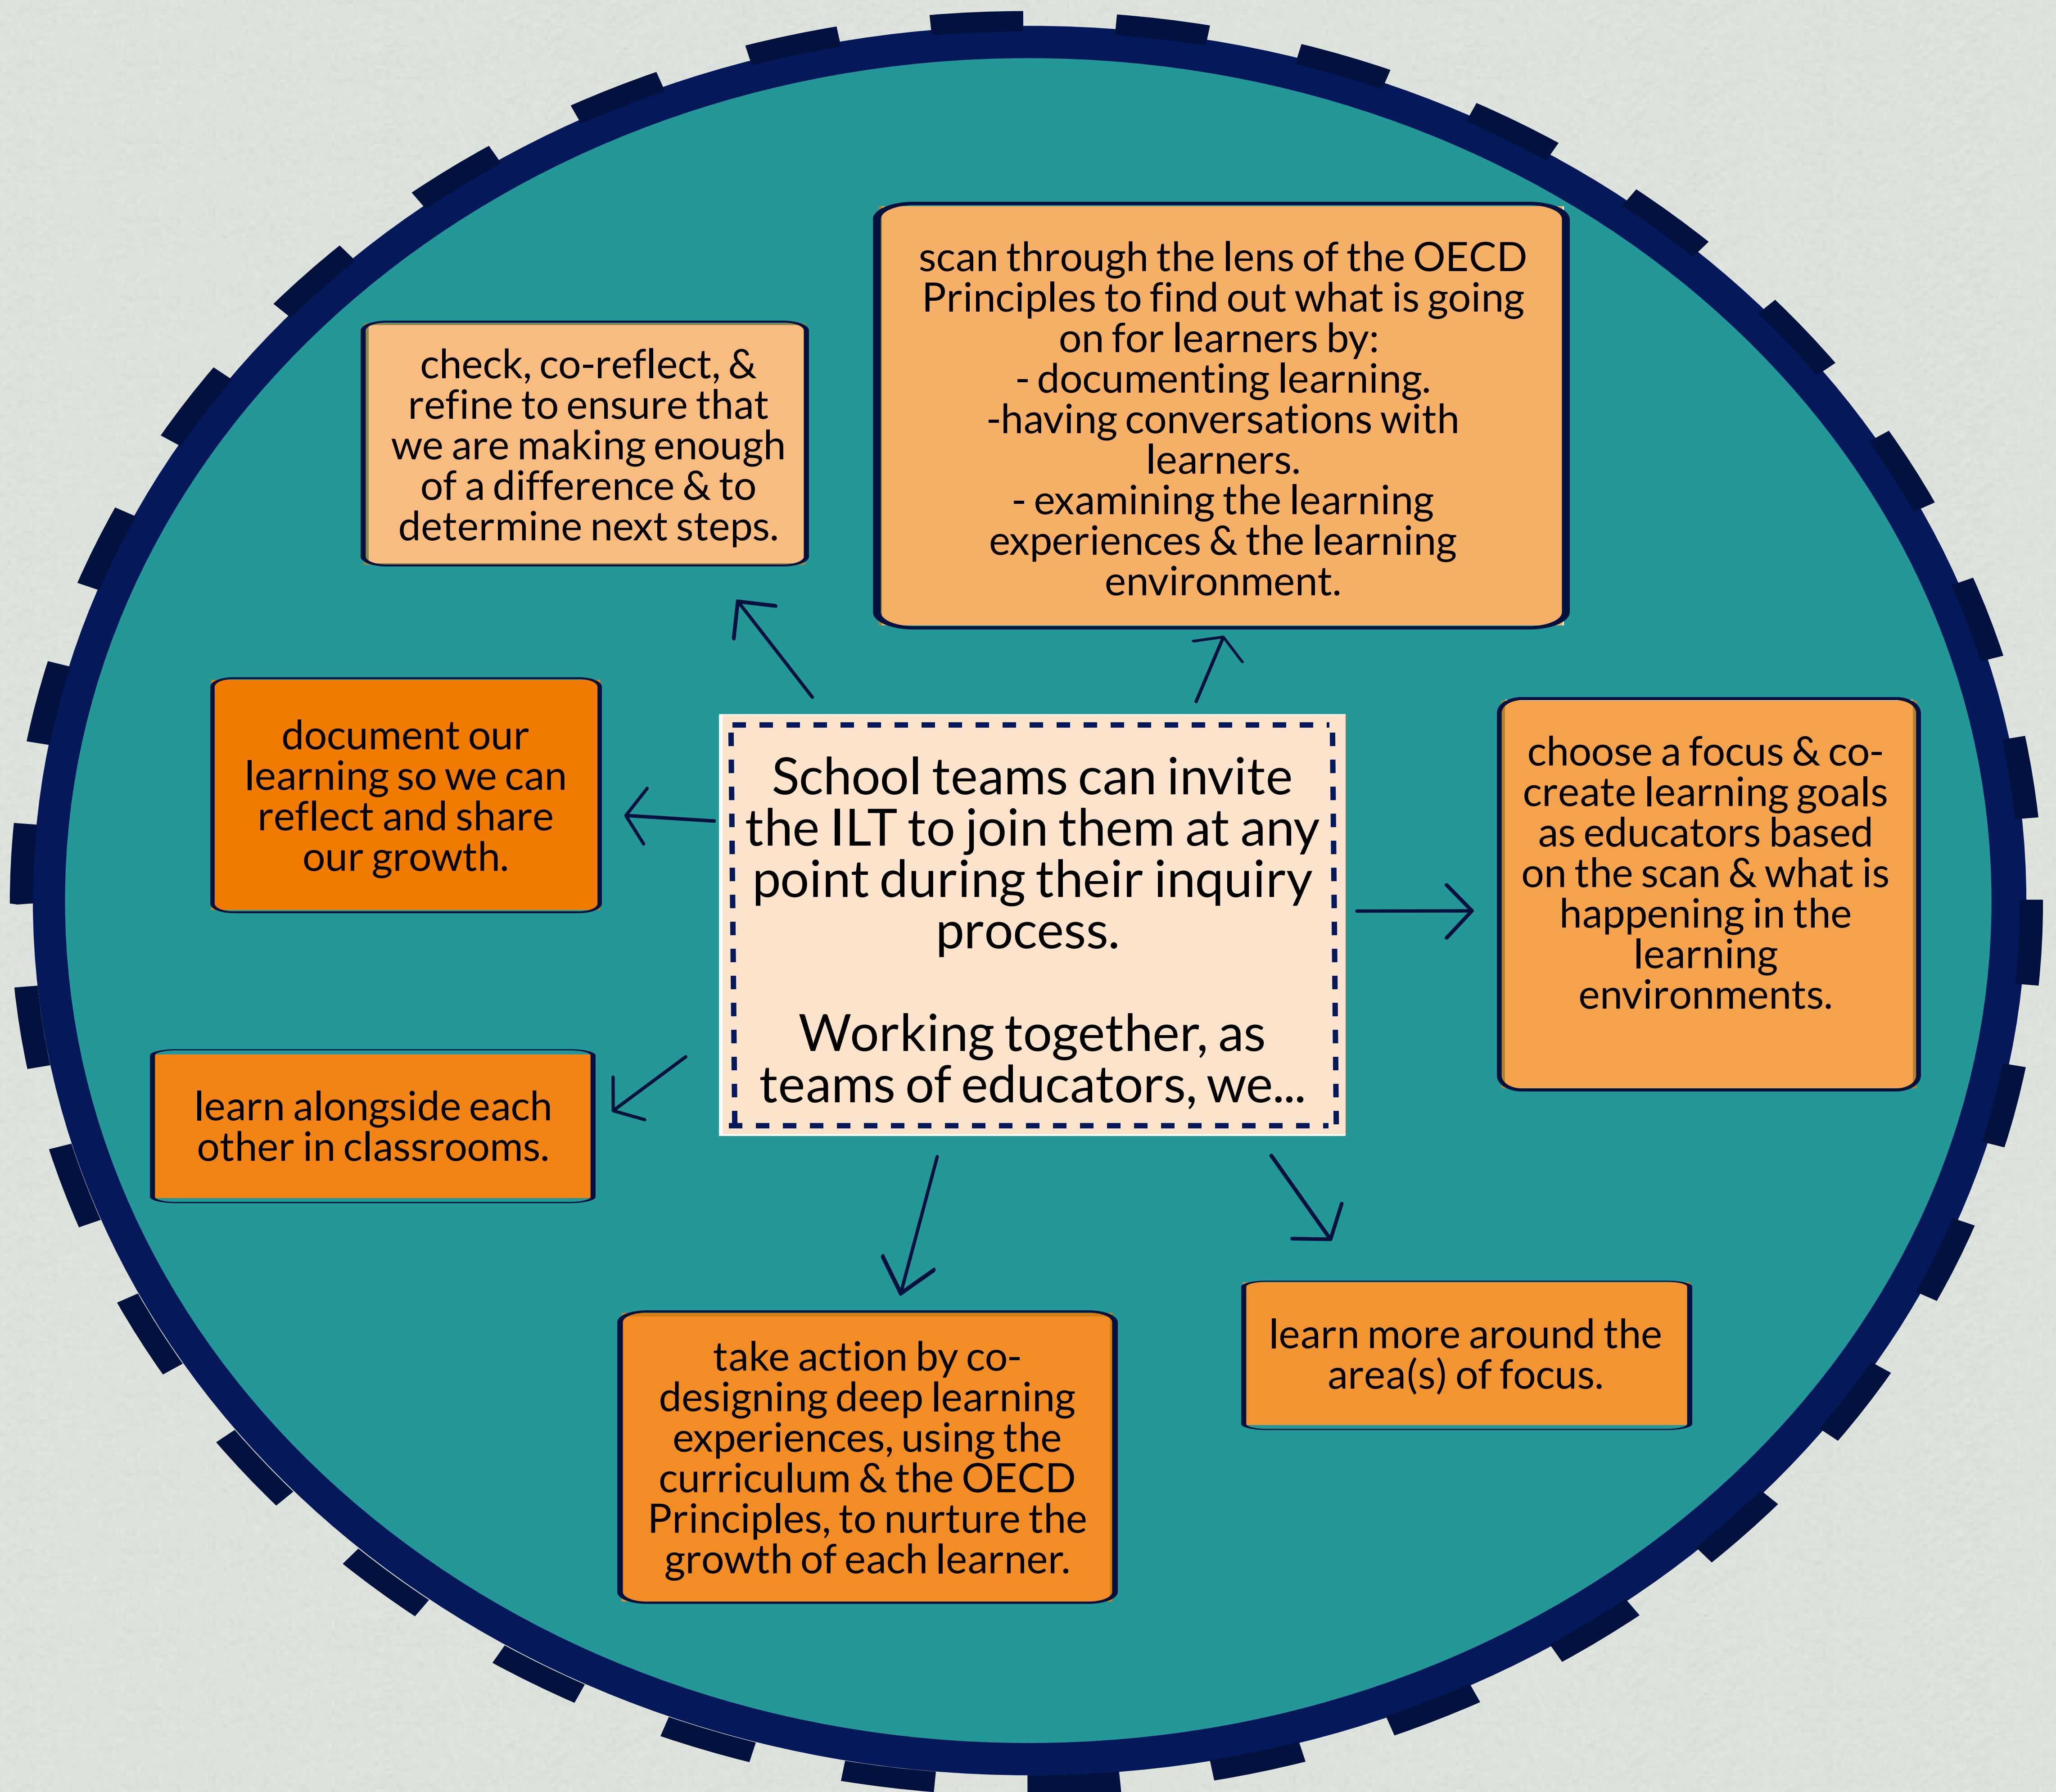 scan through the lens of the OECD
Principles to find out what is going
on for learners by:
- documenting learning.
-having conversations with
learners.
- examining the learning
experiences & the learning
environment.
check, co-reflect, &
refine to ensure that
we are making enough
of a difference & to
determine next steps.
document our
learning so we can
reflect and share
our growth.
School teams can invite
the ILT to join them at any
point during their inquiry
process.
Working together, as
teams of educators, we...
choose a focus & co-
create learning goals
as educators based
on the scan & what is
happening in the
learning
environments.
learn alongside each
other in classrooms.
take action by co-
designing deep learning
experiences, using the
curriculum & the OECD
Principles, to nurture the
growth of each learner.
learn more around the
area(s) of focus.